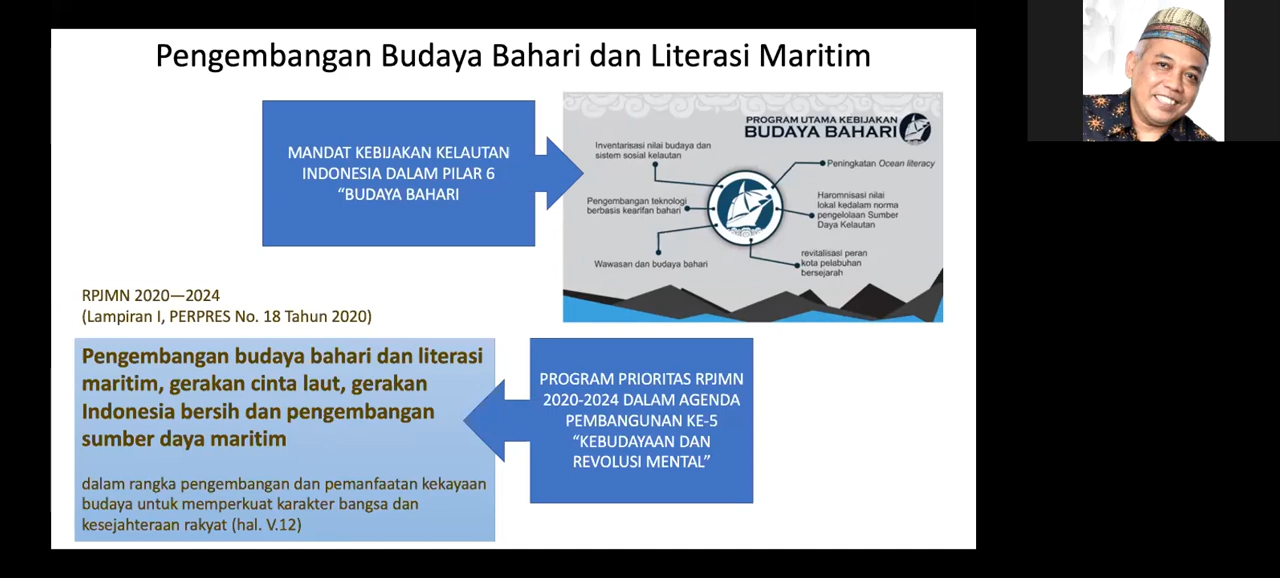 Pengembangan Budaya Bahari dan Literasi Maritim
MANDAT KEBIJAKAN KELAUTAN
INDONESIA DALAM PILAR 6
“BUDAYA BAHARI
PROGRAM UTAMA KEBIJAKAN
BUDAYA BAHARI
Inventarisasi nilai budaya dan
sistem sosial kelautan
Peningkatan Ocean literacy
Pengembangan teknologi
berbasis kearifan bahari
Haromnisasi nilai
lokal kedalam norma
pengelolaan Sumber
Daya Kelautan
Wawasan dan budaya bahari
revitalisasi peran
kota pelabuhan
bersejarah
RPJMN 2020—2024
(Lampiran I, PERPRES No. 18 Tahun 2020)
Pengembangan budaya bahari dan literasi
maritim, gerakan cinta laut, gerakan
Indonesia bersih dan pengembangan
sumber daya maritim
dalam rangka pengembangan dan pemanfaatan kekayaan
budaya untuk memperkuat karakter bangsa dan
kesejahteraan rakyat (hal. V.12)
PROGRAM PRIORITAS RPJMN
2020-2024 DALAM AGENDA
PEMBANGUNAN KE-5
“KEBUDAYAAN DAN
REVOLUSI MENTAL”